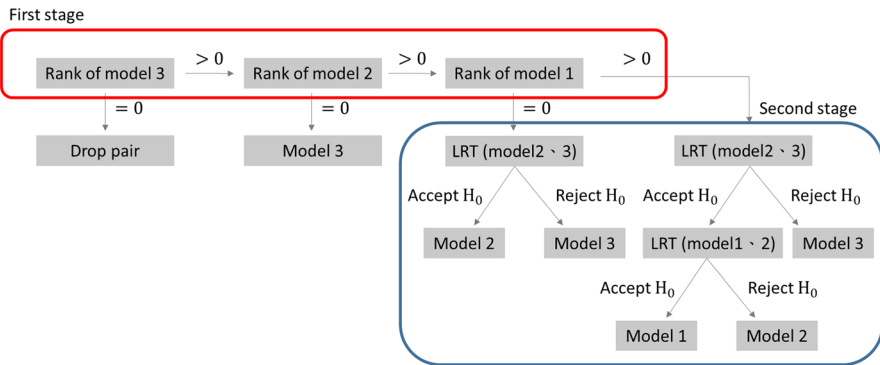 First stage
Rank of model 3
> 0
Rank of model 2
> 0
Rank of model 1
> 0
= 0
= 0
= 0
Second stage
Drop pair
Model 3
LRT (model2、3)
LRT (model2、3)
Accept H₀
Reject H₀
Accept H₀
Reject H₀
Model 2
Model 3
LRT (model1、2)
Model 3
Accept H₀
Reject H₀
Model 1
Model 2